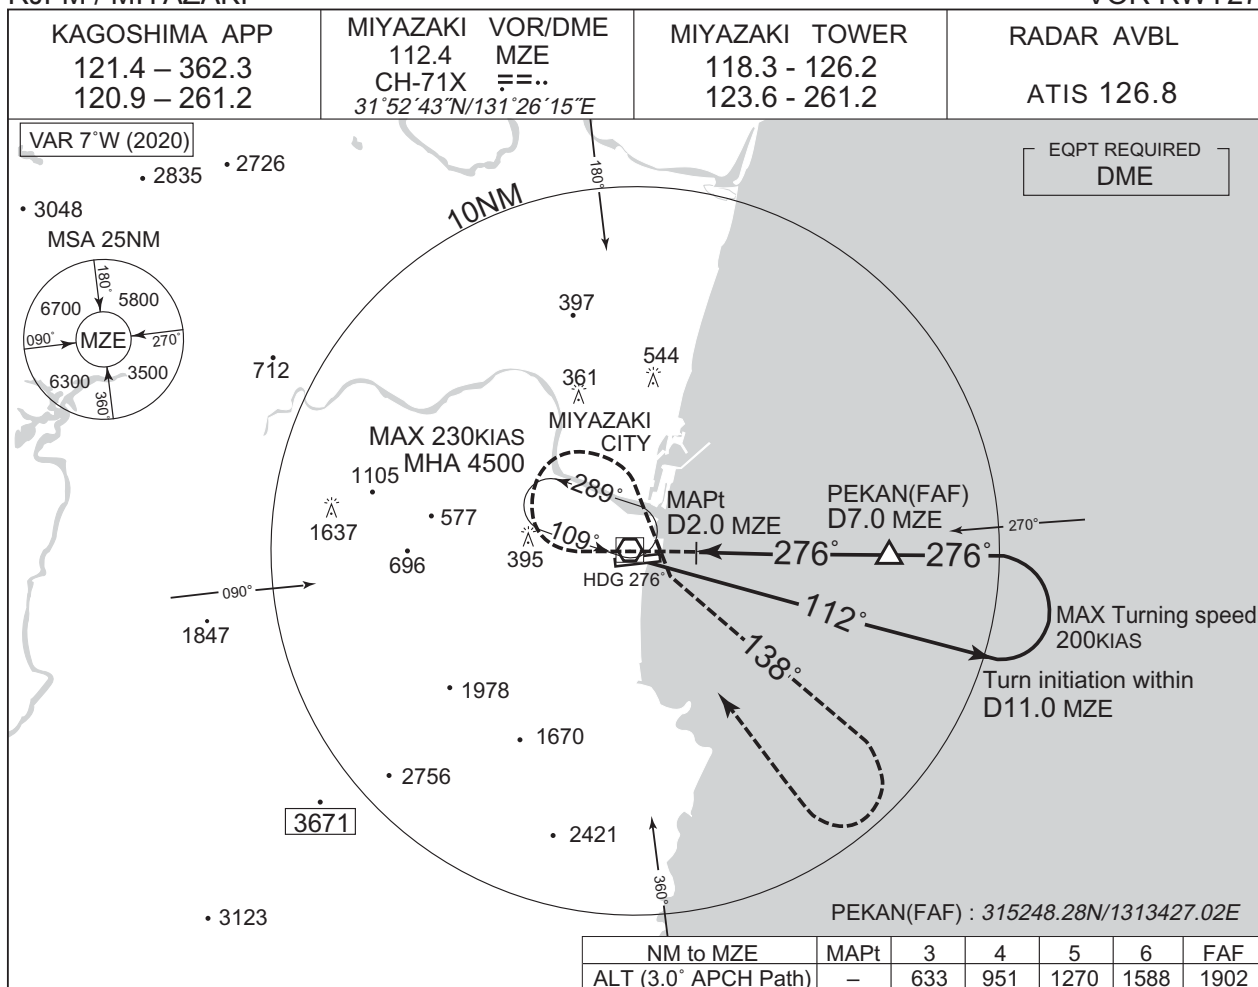 KAGOSHIMA APP
121.4 – 362.3
120.9 – 261.2
MIYAZAKI VOR/DME
112.4 MZE
CH-71X
31°52´43˝N/131°26´15˝E
MIYAZAKI TOWER
118.3 - 126.2
123.6 - 261.2
RADAR AVBL
ATIS 126.8
VAR 7°W (2020)
EQPT REQUIRED
DME
2835
2726
3048
MSA 25NM
180°
6700
5800
090°
MZE
270°
6300
3500
360°
10NM
180°
397
712
361
544
MIYAZAKI
CITY
MAX 230KIAS
MHA 4500
1105
1637
577
696
395
289°
109°
HDG 276°
MAPt
D2.0 MZE
PEKAN(FAF)
D7.0 MZE
270°
276°
276°
090°
1847
112°
138°
MAX Turning speed
200KIAS
Turn initiation within
D11.0 MZE
1978
1670
2756
3671
2421
360°
3123
PEKAN(FAF) : 315248.28N/1313427.02E
NM to MZE MAPt 3 4 5 6 FAF
ALT (3.0° APCH Path) – 633 951 1270 1588 1902